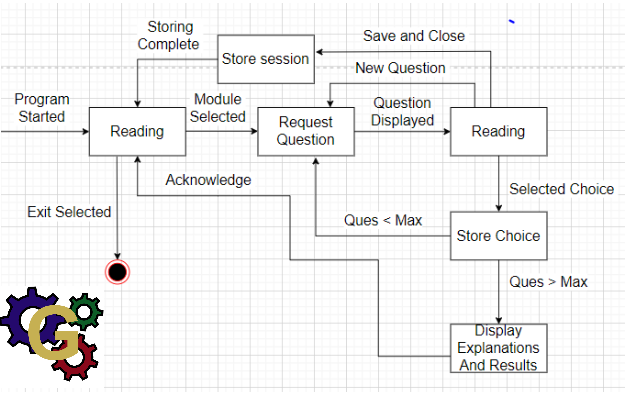 Storing
Complete
Save and Close
Store session
New Question
Program
Started
Module
Selected
Question
Displayed
Reading
Request
Question
Reading
Acknowledge
Selected Choice
Exit Selected
Ques < Max
Store Choice
Ques > Max
G
Display
Explanations
And Results